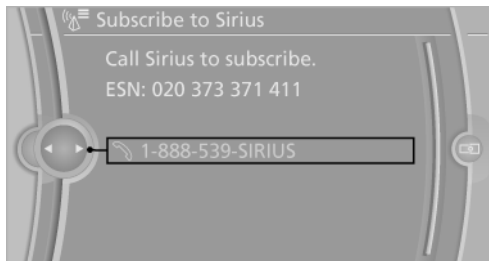 Subscribe to Sirius
Call Sirius to subscribe.
ESN: 020 373 371 411
1-888-539-SIRIUS